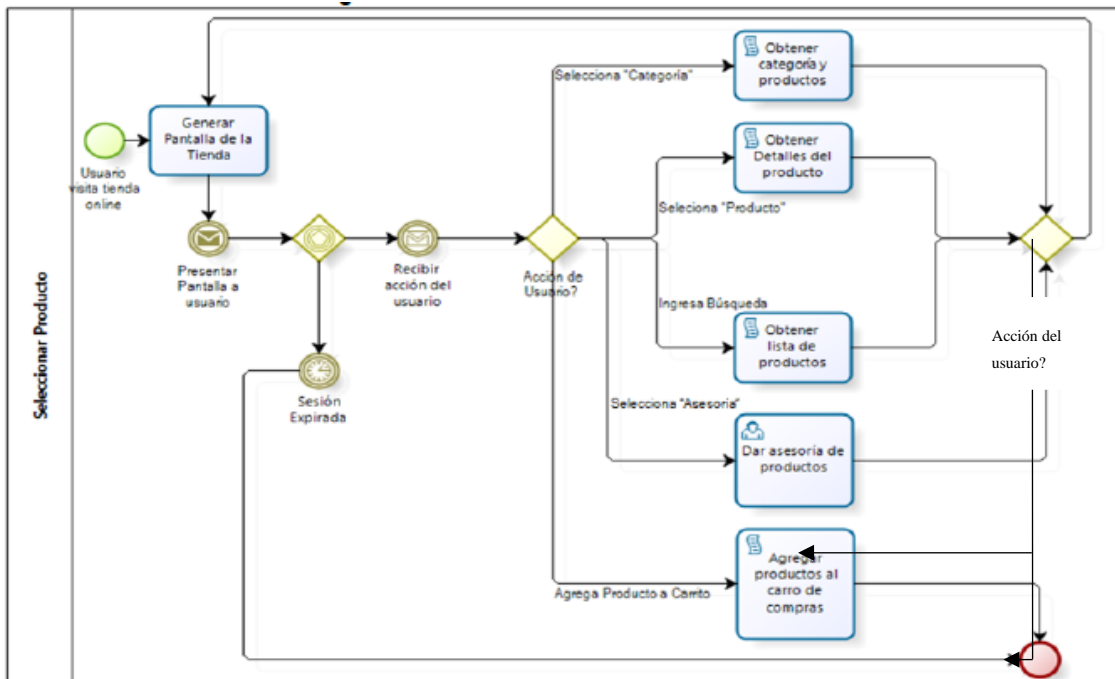 Seleccionar Producto
Usuario
visita tienda
online
Generar
Pantalla de la
Tienda
Presentar
Pantalla a
usuario
Recibir
acción del
usuario
Sesión
Expirada
Acción de
Usuario?
Selecciona "Categoría"
Obtener
categoría y
productos
Seleciona "Producto"
Obtener
Detalles del
producto
Ingresa Búsqueda
Obtener
lista de
productos
Selecciona "Asesoría"
Dar asesoría de
productos
Agrega Producto a Carrito
Agregar
productos al
carro de
compras
Acción del
usuario?